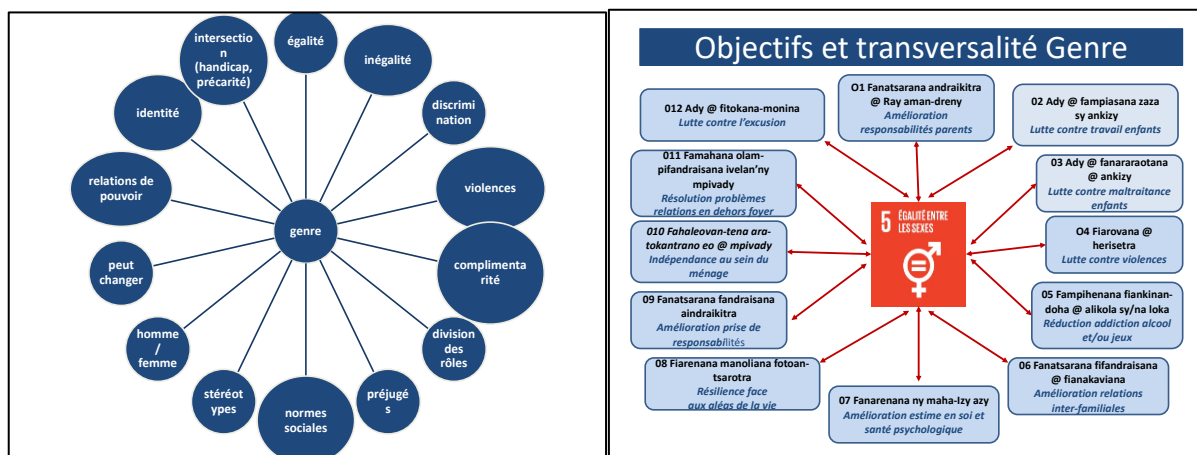 égalité
inégalité
discrimi
nation
violences
complimenta
rité
division
des
rôles
préjugé
s
normes
sociales
stéréot
ypes
homme
/
femme
peut
changer
relations de
pouvoir
identité
intersectio
n
(handicap,
précarité)
genre
Objectifs et transversalité Genre
O1 Fanatsarana andraikitra
@ Ray aman-dreny
Amélioration
responsabilités parents
02 Ady @ fampiasana zaza
sy ankizy
Lutte contre travail enfants
03 Ady @ fanararaotana
@ ankizy
Lutte contre maltraitance
enfants
O4 Fiarovana @
herisetra
Lutte contre violences
05 Fampihenana fiankinan-
doha @ alikola sy/na loka
Réduction addiction alcool
et/ou jeux
06 Fanatsarana fifandraisana
@ fianakaviana
Amélioration relations
inter-familiales
07 Fanarenana ny maha-Izy azy
Amélioration estime en soi et
santé psychologique
08 Fiarenana manoliana fotoan-
tsarotra
Résilience face
aux aléas de la vie
09 Fanatsarana fandraisana
aindraikitra
Amélioration prise de
responsabilités
010 Fahaleovan-tena ara-
tokantrano eo @ mpivady
Indépendance au sein du
ménage
011 Famahana olam-
pifandraisana ivelan'ny
mpivady
Résolution problèmes
relations en dehors foyer
012 Ady @ fitokana-monina
Lutte contre l'excusion
5 ÉGALITÉ ENTRE
LES SEXES